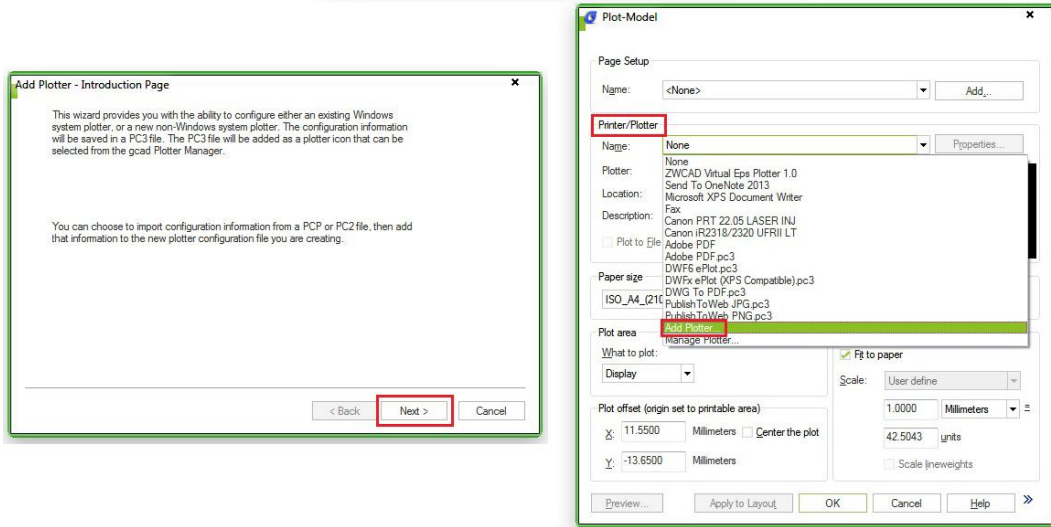 Add Plotter - Introduction Page
This wizard provides you with the ability to configure either an existing Windows
system plotter, or a new non-Windows system plotter. The configuration information
will be saved in a PC3 file. The PC3 file will be added as a plotter icon that can be
selected from the gcad Plotter Manager.
You can choose to import configuration information from a PCP or PC2 file, then add
that information to the new plotter configuration file you are creating.
< Back
Next >
Cancel
Plot-Model
Page Setup
Name:
<None>
Add...
Printer/Plotter
Name:
None
Properties...
Plotter:
Location:
Description:
Plot to File
None
ZWCAD Virtual Eps Plotter 1.0
Send To OneNote 2013
Microsoft XPS Document Writer
Fax
Canon PRT 22.05 LASER INJ
Canon iR2318/2320 UFRII LT
Adobe PDF
Adobe PDF.pc3
DWF6 ePlot.pc3
DWFx ePlot (XPS Compatible).pc3
DWG To PDF.pc3
PublishToWeb JPG.pc3
PublishToWeb PNG.pc3
Add Plotter...
Manage Plotter...
Paper size
ISO_A4_(210
Plot area
What to plot:
Display
Fit to paper
Scale:
User define
1.0000
Millimeters
=
42.5043
units
Scale lineweights
Plot offset (origin set to printable area)
X:
11.5500
Millimeters
Center the plot
Y:
-13.6500
Millimeters
Preview...
Apply to Layout
OK
Cancel
Help